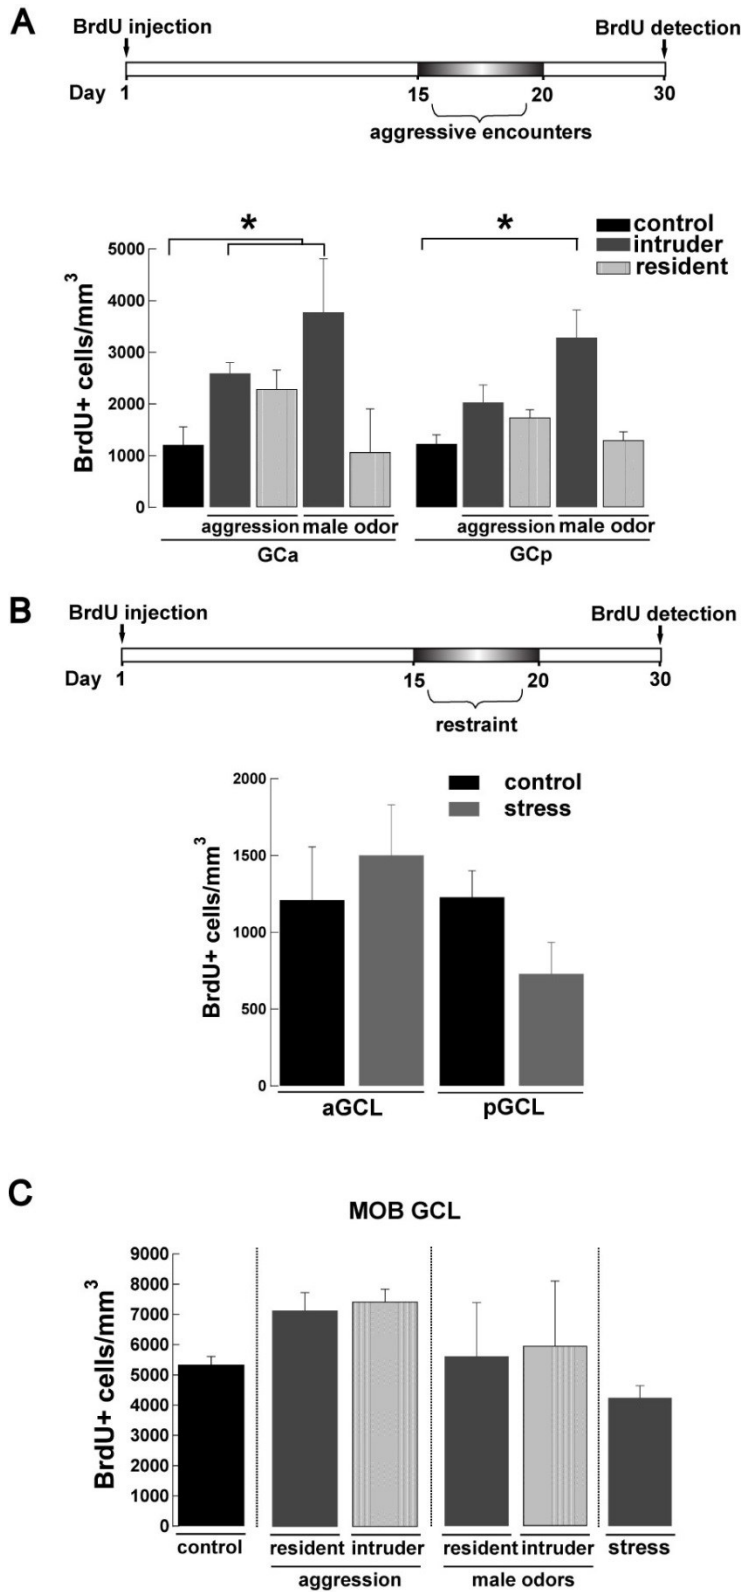 A
BrdU injection
BrdU detection
Day 1 15 20 30
aggressive encounters
* *
control
intruder
resident
BrdU+ cells/mm³
5000
4000
3000
2000
1000
0
aggression male odor aggression male odor
GCa GCp
B
BrdU injection
BrdU detection
Day 1 15 20 30
restraint
control
stress
BrdU+ cells/mm³
2000
1500
1000
500
0
aGCL pGCL
C
MOB GCL
BrdU+ cells/mm³
9000
8000
7000
6000
5000
4000
3000
2000
1000
0
control resident intruder resident intruder stress
aggression male odors